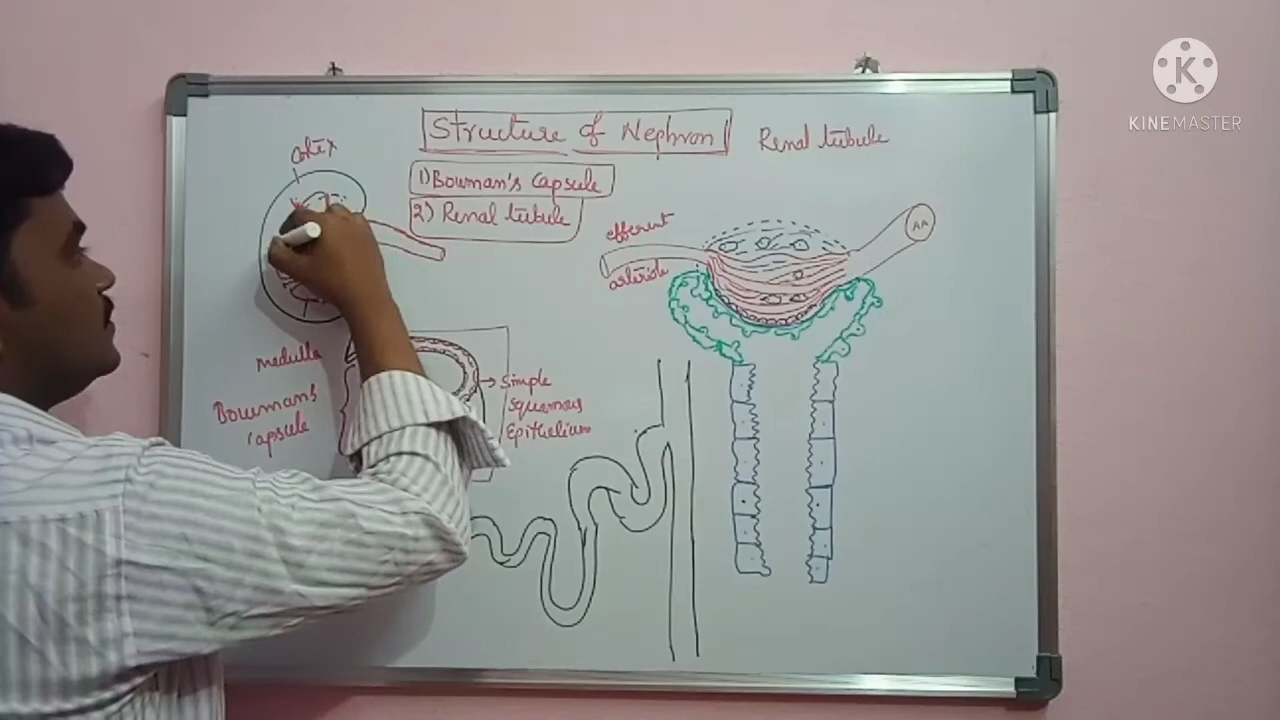 Structure of Nephron
Renal tubule
1) Bowman's Capsule
2) Renal tubule
Cortex
efferent
arteriole
AA
medulla
Bowman's
Capsule
Simple
Squamous
Epithelium
K
KINEMASTER